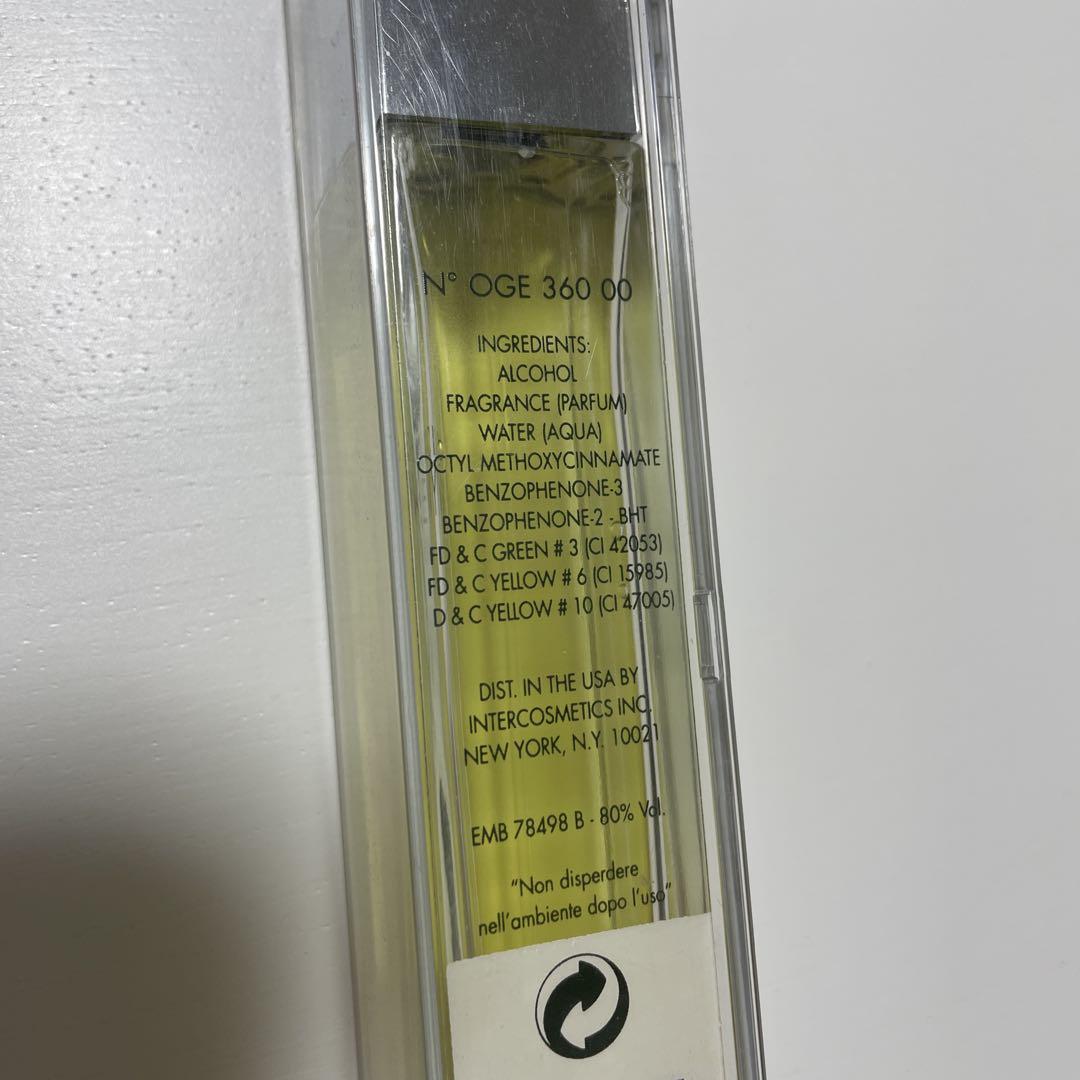 N° OGE 360 00
INGREDIENTS:
ALCOHOL
FRAGRANCE (PARFUM)
WATER (AQUA)
OCTYL METHOXYCINNAMATE
BENZOPHENONE-3
BENZOPHENONE-2 - BHT
FD & C GREEN # 3 (CI 42053)
FD & C YELLOW # 6 (CI 15985)
D & C YELLOW # 10 (CI 47005)
DIST. IN THE USA BY
INTERCOSMETICS INC.
NEW YORK, N.Y. 10021
EMB 78498 B - 80% Vol.
"Non disperdere
nell'ambiente dopo l'uso"